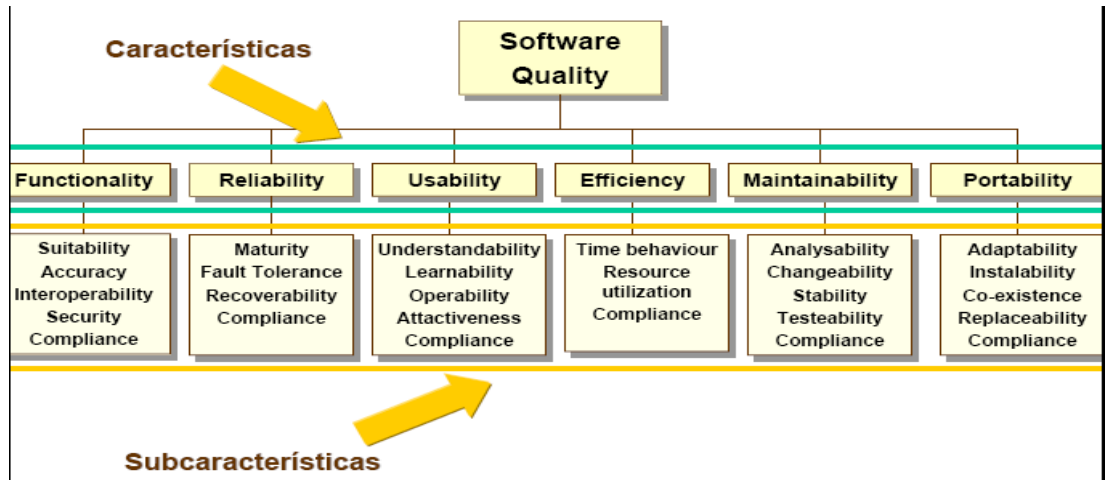 Características
Software
Quality
Functionality
Reliability
Usability
Efficiency
Maintainability
Portability
Suitability
Accuracy
Interoperability
Security
Compliance
Maturity
Fault Tolerance
Recoverability
Compliance
Understandability
Learnability
Operability
Attactiveness
Compliance
Time behaviour
Resource
utilization
Compliance
Analysability
Changeability
Stability
Testeability
Compliance
Adaptability
Instalability
Co-existence
Replaceability
Compliance
Subcaracterísticas